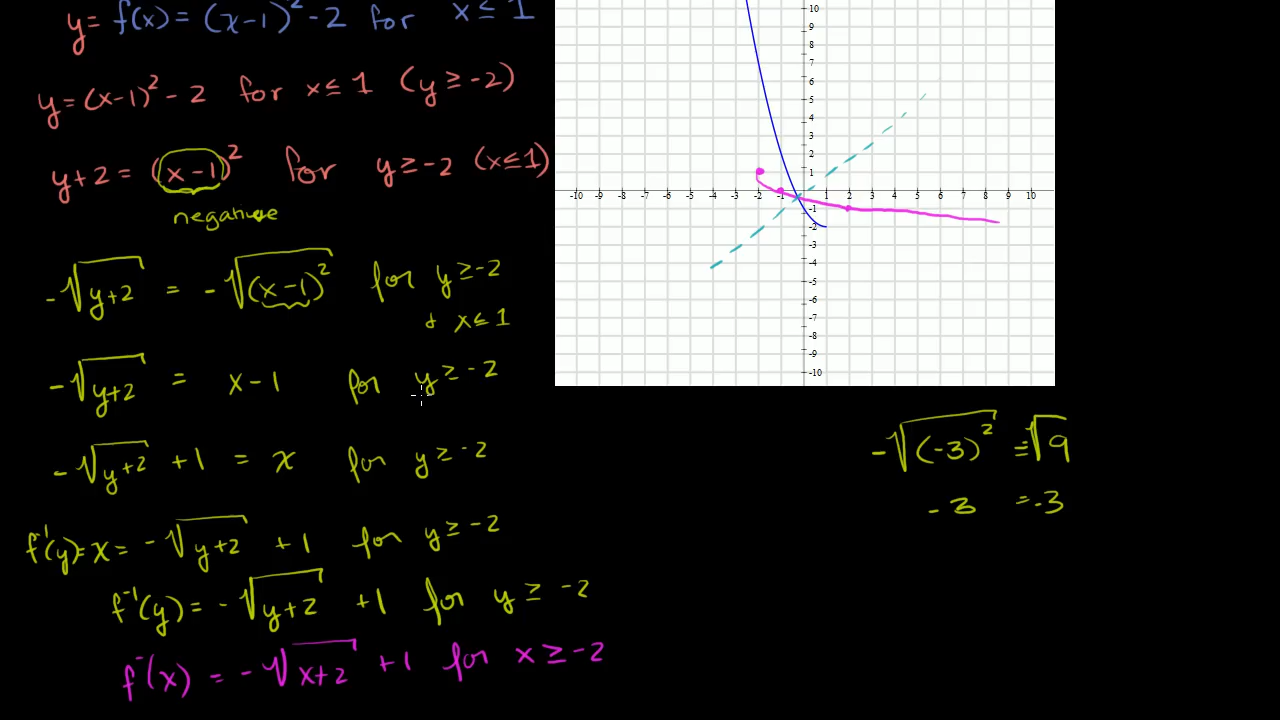 y = f(x) = (x-1)² - 2 for x ≤ 1
y = (x-1)² - 2 for x ≤ 1 (y ≥ -2)
y+2 = (x-1)² for y ≥ -2 (x≤1)
negative
-√(y+2) = -√((x-1)²) for y ≥ -2
+ x ≤ 1
-√(y+2) = x-1 for y ≥ -2
-√(y+2) +1 = x for y ≥ -2
f⁻¹(y) = x = -√(y+2) +1 for y ≥ -2
f⁻¹(y) = -√(y+2) +1 for y ≥ -2
f⁻¹(x) = -√(x+2) +1 for x ≥ -2
10
9
8
7
6
5
4
3
2
1
-10 -9 -8 -7 -6 -5 -4 -3 -2 -1 1 2 3 4 5 6 7 8 9 10
-1
-2
-3
-4
-5
-6
-7
-8
-9
-10
-√((-3)²) = √9
-3 = -3